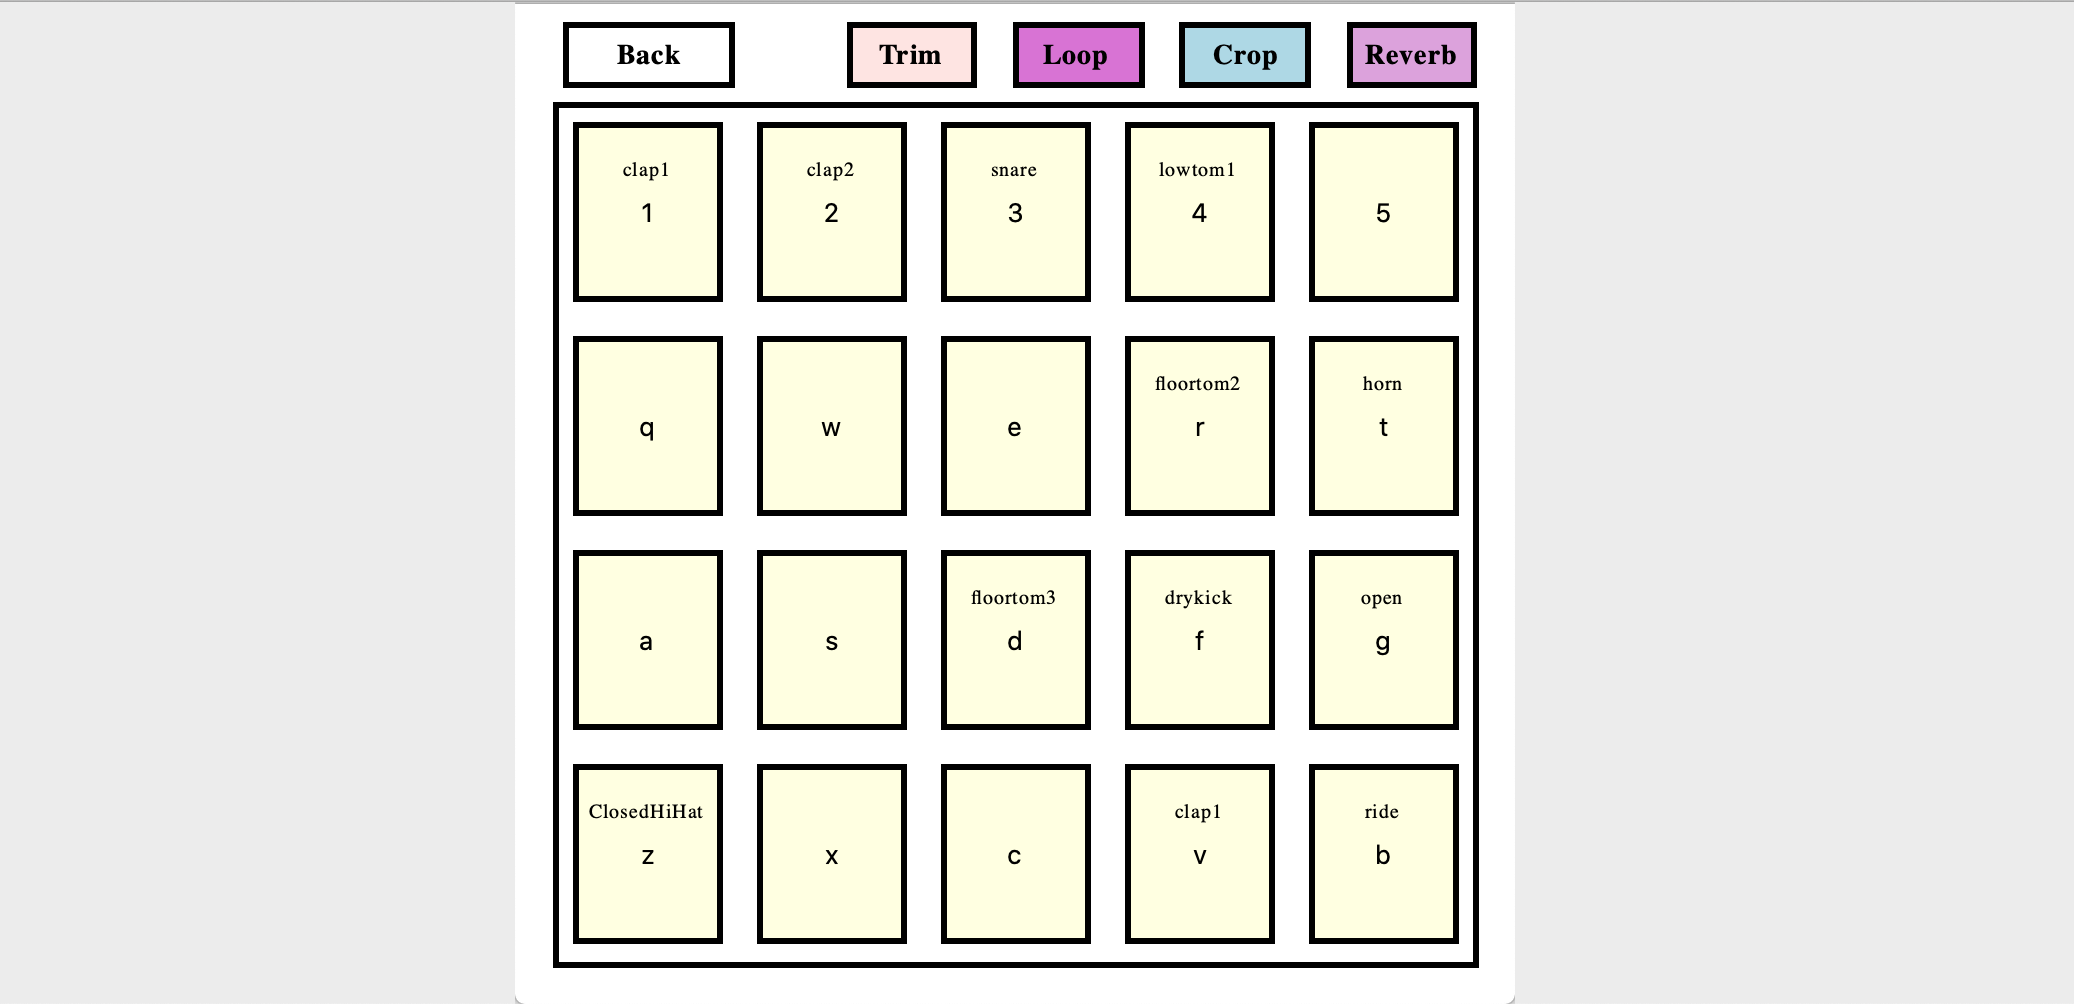 Back Trim Loop Crop Reverb
clap1 clap2 snare lowtom1
1 2 3 4 5
floortom2 horn
q w e r t
floortom3 drykick open
a s d f g
ClosedHiHat clap1 ride
z x c v b